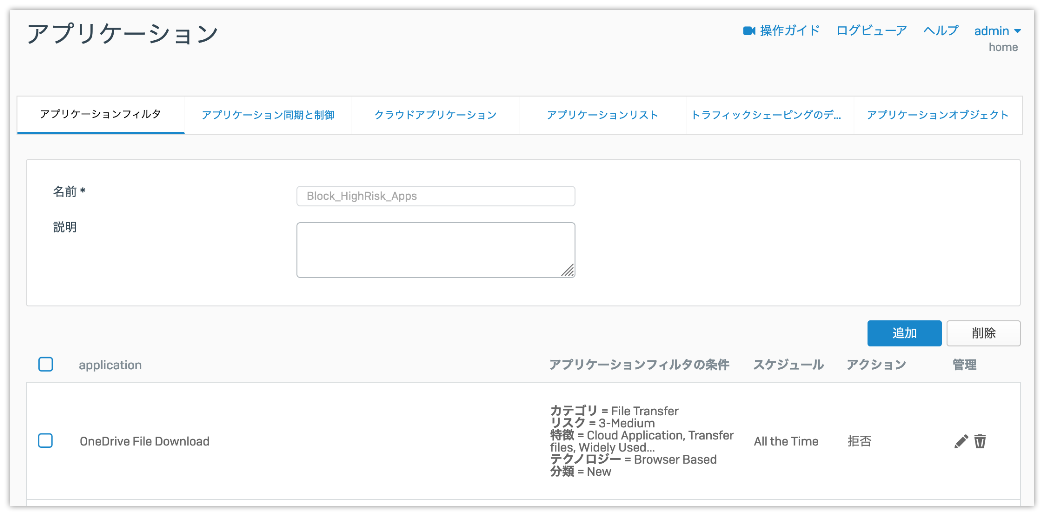 アプリケーション
操作ガイド ログビューア ヘルプ admin
home
アプリケーションフィルタ アプリケーション同期と制御 クラウドアプリケーション アプリケーションリスト トラフィックシェーピングのデ... アプリケーションオブジェクト
名前 *
Block_HighRisk_Apps
説明
追加 削除
application アプリケーションフィルタの条件 スケジュール アクション 管理
カテゴリ = File Transfer
リスク = 3-Medium
OneDrive File Download 特徴 = Cloud Application, Transfer All the Time 拒否
files, Widely Used...
テクノロジー = Browser Based
分類 = New